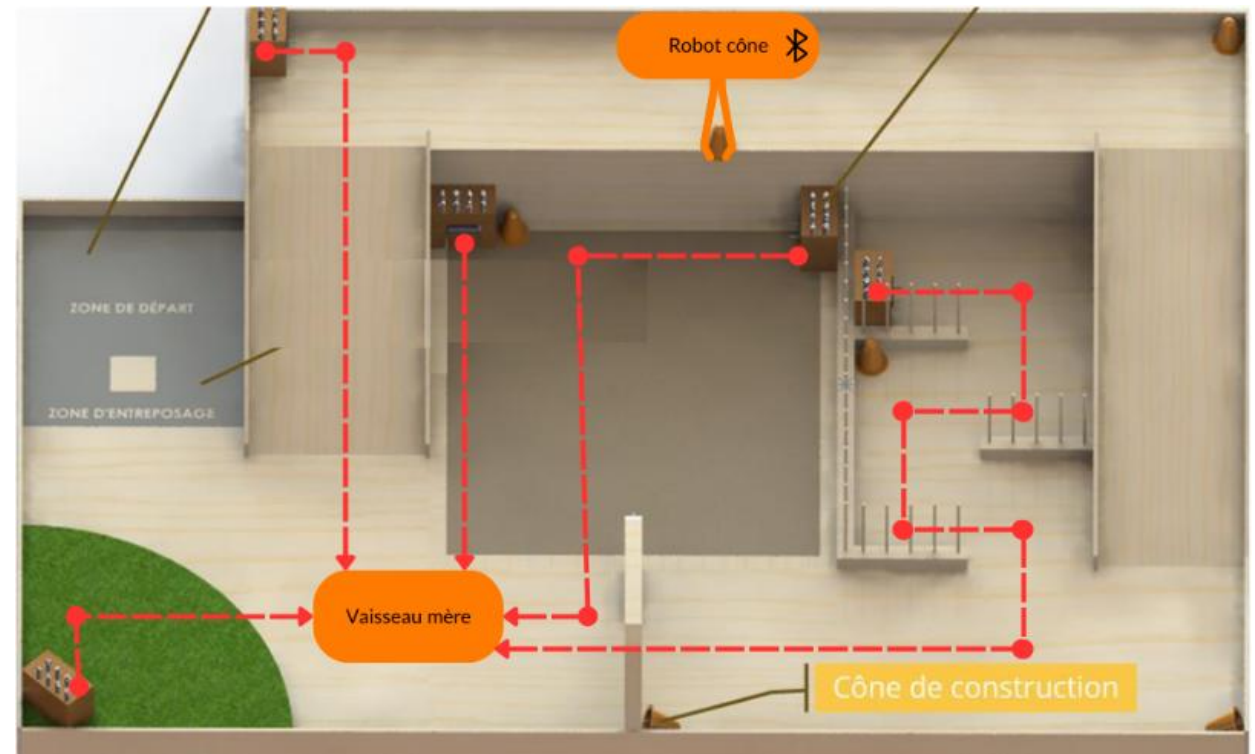 Robot cône
ZONE DE DÉPART
ZONE D'ENTREPOSAGE
Vaisseau mère
Cône de construction